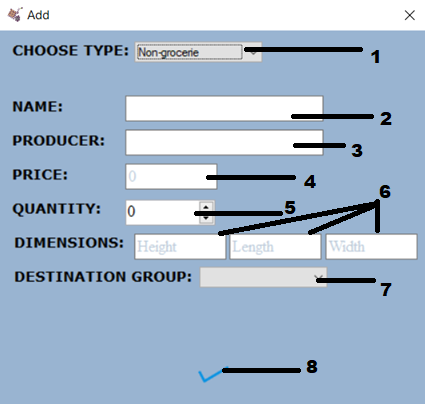 Add
CHOOSE TYPE: Non-grocerie 1
NAME: 2
PRODUCER: 3
PRICE: 0 4
QUANTITY: 0 5
6
DIMENSIONS: Height Length Width
DESTINATION GROUP: 7
8